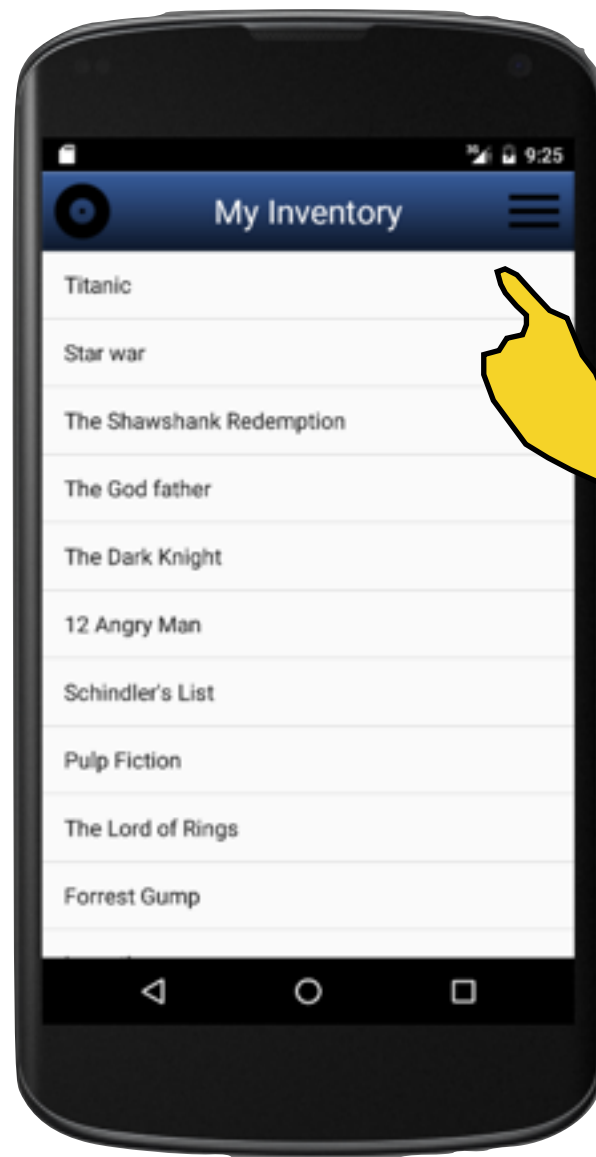 3G 9:25
My Inventory
Titanic
Star war
The Shawshank Redemption
The God father
The Dark Knight
12 Angry Man
Schindler's List
Pulp Fiction
The Lord of Rings
Forrest Gump